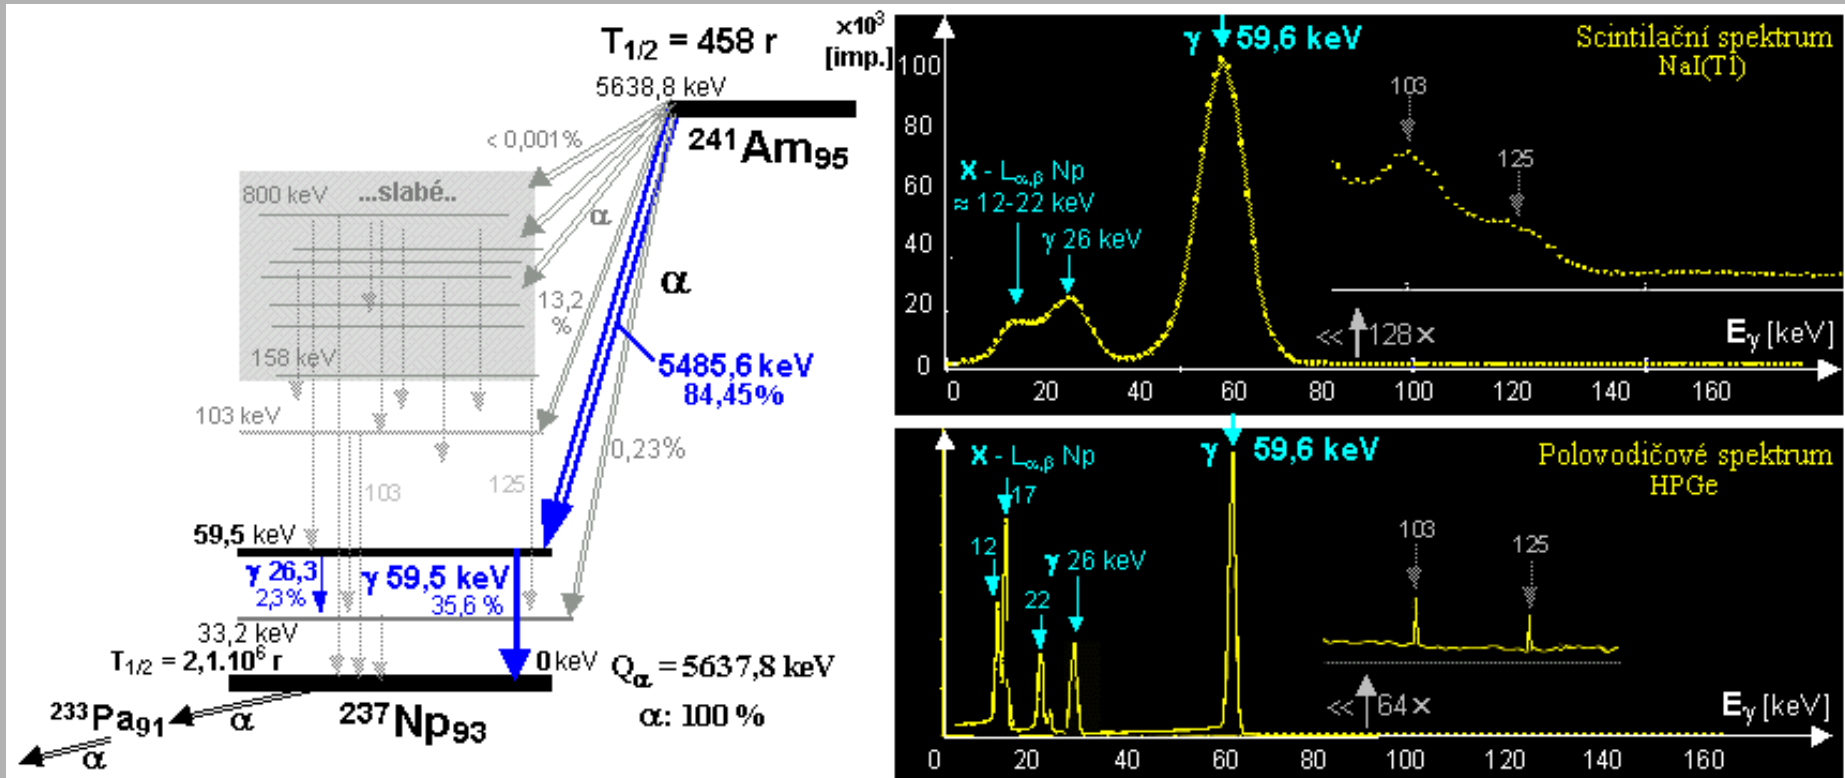 T1/2 = 458 r
5638,8 keV
241Am95
< 0,001%
800 keV
...slabé..
α
13,2
%
α
158 keV
5485,6 keV
84,45%
103 keV
0,23%
103
125
59,5 keV
γ 26,3
2,3%
γ 59,5 keV
35,6 %
33,2 keV
T1/2 = 2,1.10⁶ r
0 keV
Qα = 5637,8 keV
α: 100 %
237Np93
233Pa91
α
α
×10³
[imp.]
100
80
60
40
20
0
γ 59,6 keV
Scintilační spektrum
NaI(Tl)
103
125
X - Lα,β Np
≈ 12-22 keV
γ 26 keV
<< 128×
Eγ [keV]
0 20 40 60 80 100 120 140 160
γ 59,6 keV
Polovodičové spektrum
HPGe
X - Lα,β Np
17
12
γ 26 keV
22
103
125
<< 64×
Eγ [keV]
0 20 40 60 80 100 120 140 160